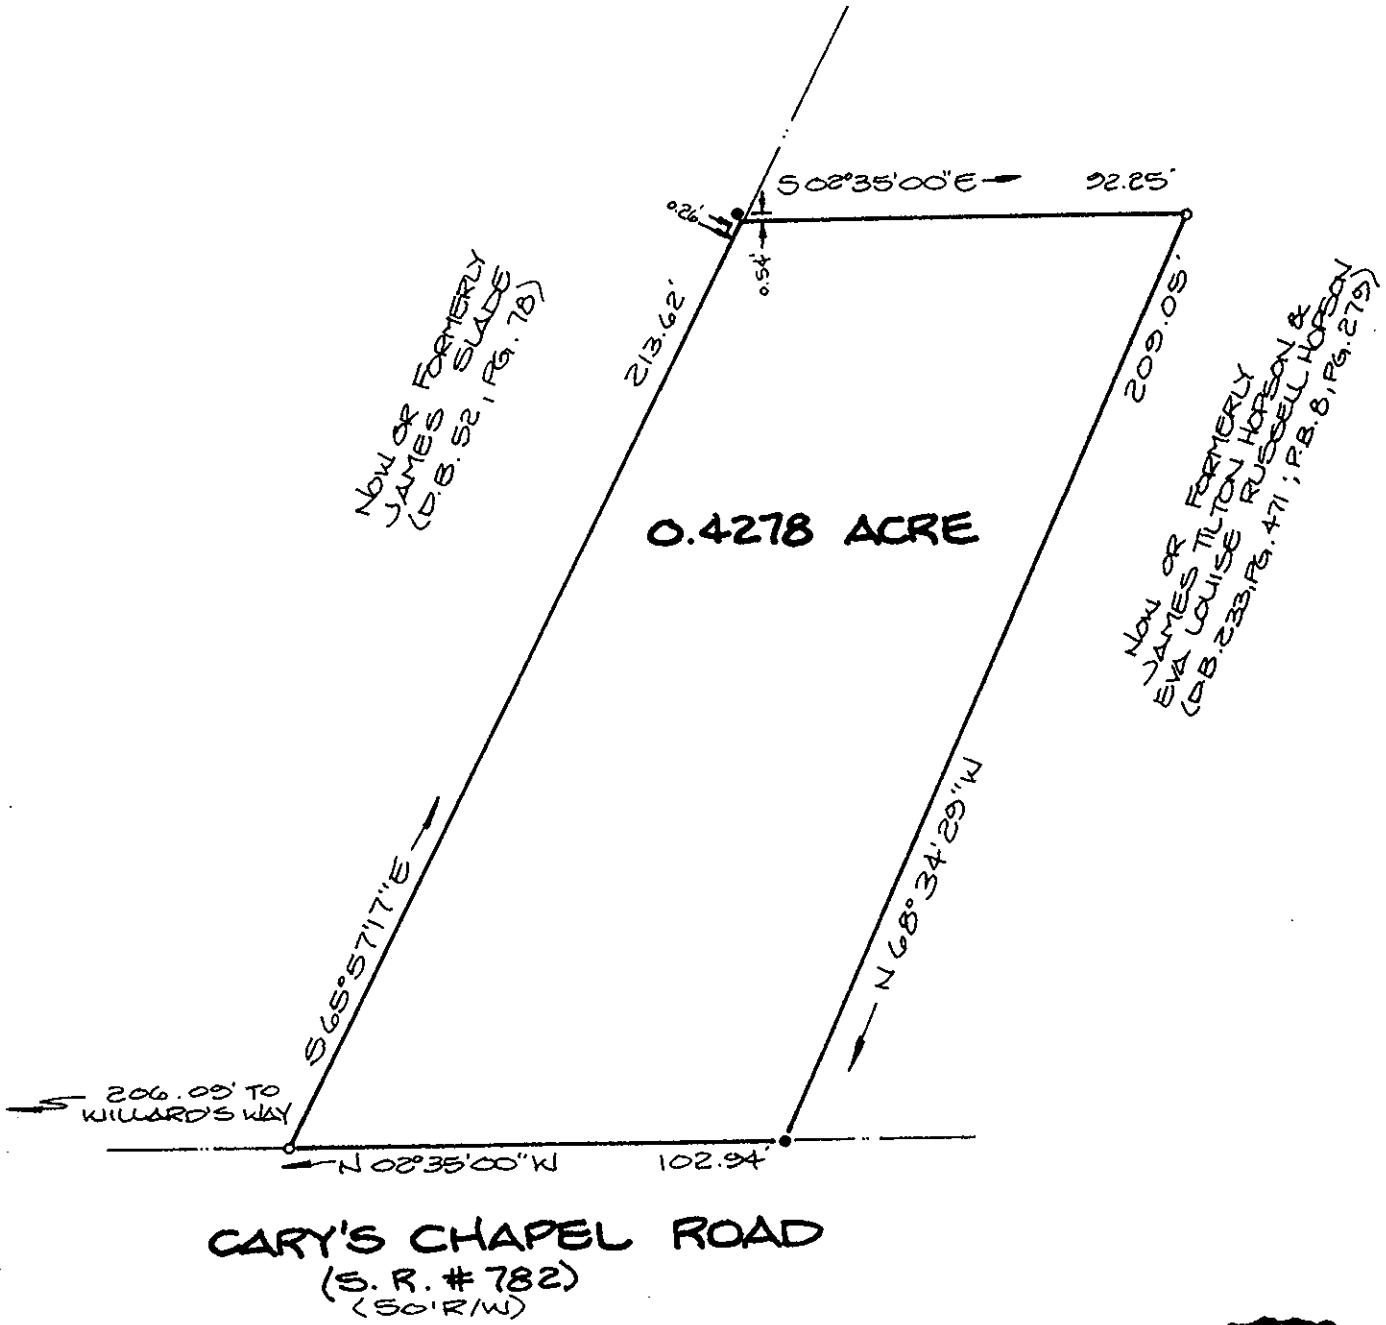 S 02°35'00"E 92.25'
0.26'
0.54'
NOW OR FORMERLY
JAMES SLADE
(D.B. 52, PG. 78)
213.62'
209.05'
NOW OR FORMERLY
JAMES TILTON HOPSON &
EVA LOUISE RUSSELL HOPSON
(D.B. 233, PG. 471; P.B. 8, PG. 279)
0.4278 ACRE
S 65°57'17"E
N 68°34'29"W
206.09' TO
WILLARD'S WAY
N 02°35'00"W 102.94'
CARY'S CHAPEL ROAD
(S. R. # 782)
(50' R/W)